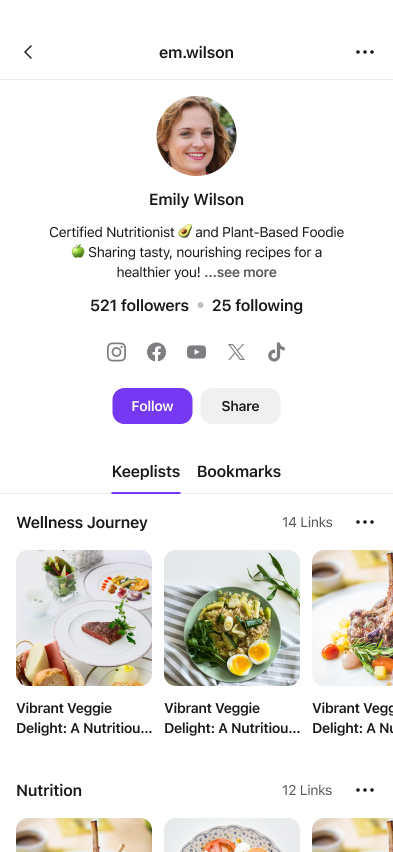 em.wilson
Emily Wilson
Certified Nutritionist 🥑 and Plant-Based Foodie
🍏 Sharing tasty, nourishing recipes for a
healthier you! ...see more
521 followers • 25 following
Follow
Share
Keeplists
Bookmarks
Wellness Journey
14 Links
Vibrant Veggie
Delight: A Nutritiou...
Vibrant Veggie
Delight: A Nutritiou...
Vibrant Vegg
Delight: A Nu
Nutrition
12 Links